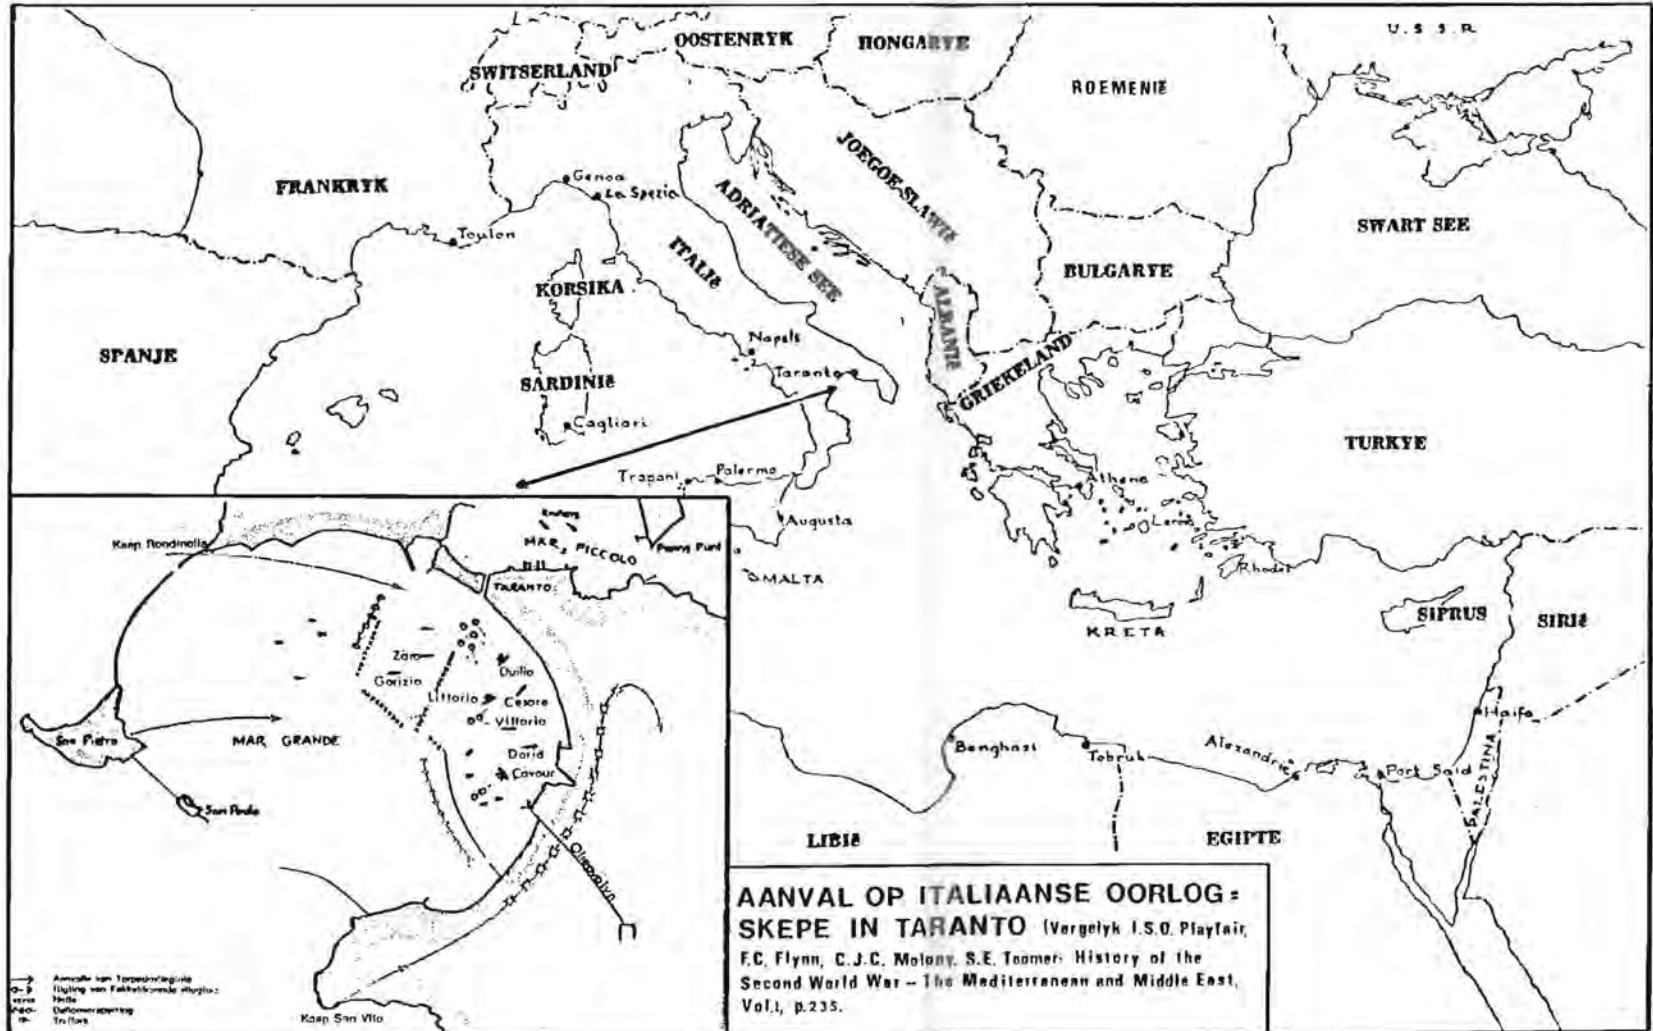 U.S.S.R
OOSTENRYK
HONGARYE
SWITSERLAND
ROEMENIË
JOEGOE-SLAWIË
FRANKRYK
Genoa
La Spezia
ADRIATIESE SEE
SWART SEE
Toulon
ITALIË
BULGARYE
KORSIKA
ALBANIË
SPANJE
Napels
SARDINIË
Taranto
GRIEKELAND
Cagliari
TURKYE
Trapani
Palermo
Athene
Augusta
Leros
MALTA
Rhodes
KRETA
SIPRUS
SIRIË
Haifa
Benghazi
Tobruk
Alexandrië
Port Said
PALESTINA
LIBIË
EGIPTE
Kaap Rondinella
MAR PICCOLO
TARANTO
Zara
Gorizia
Duilio
Littorio
Cesare
Vittorio
San Pietro
MAR GRANDE
Doria
Cavour
San Paolo
Oliepyplyn
Kaap San Vito
Nette
AANVAL OP ITALIAANSE OORLOG=
SKEPE IN TARANTO (Vergelyk I.S.O. Playfair,
F.C. Flynn, C.J.C. Molony, S.E. Toomer: History of the
Second World War – The Mediterranean and Middle East,
Vol.I, p.235.